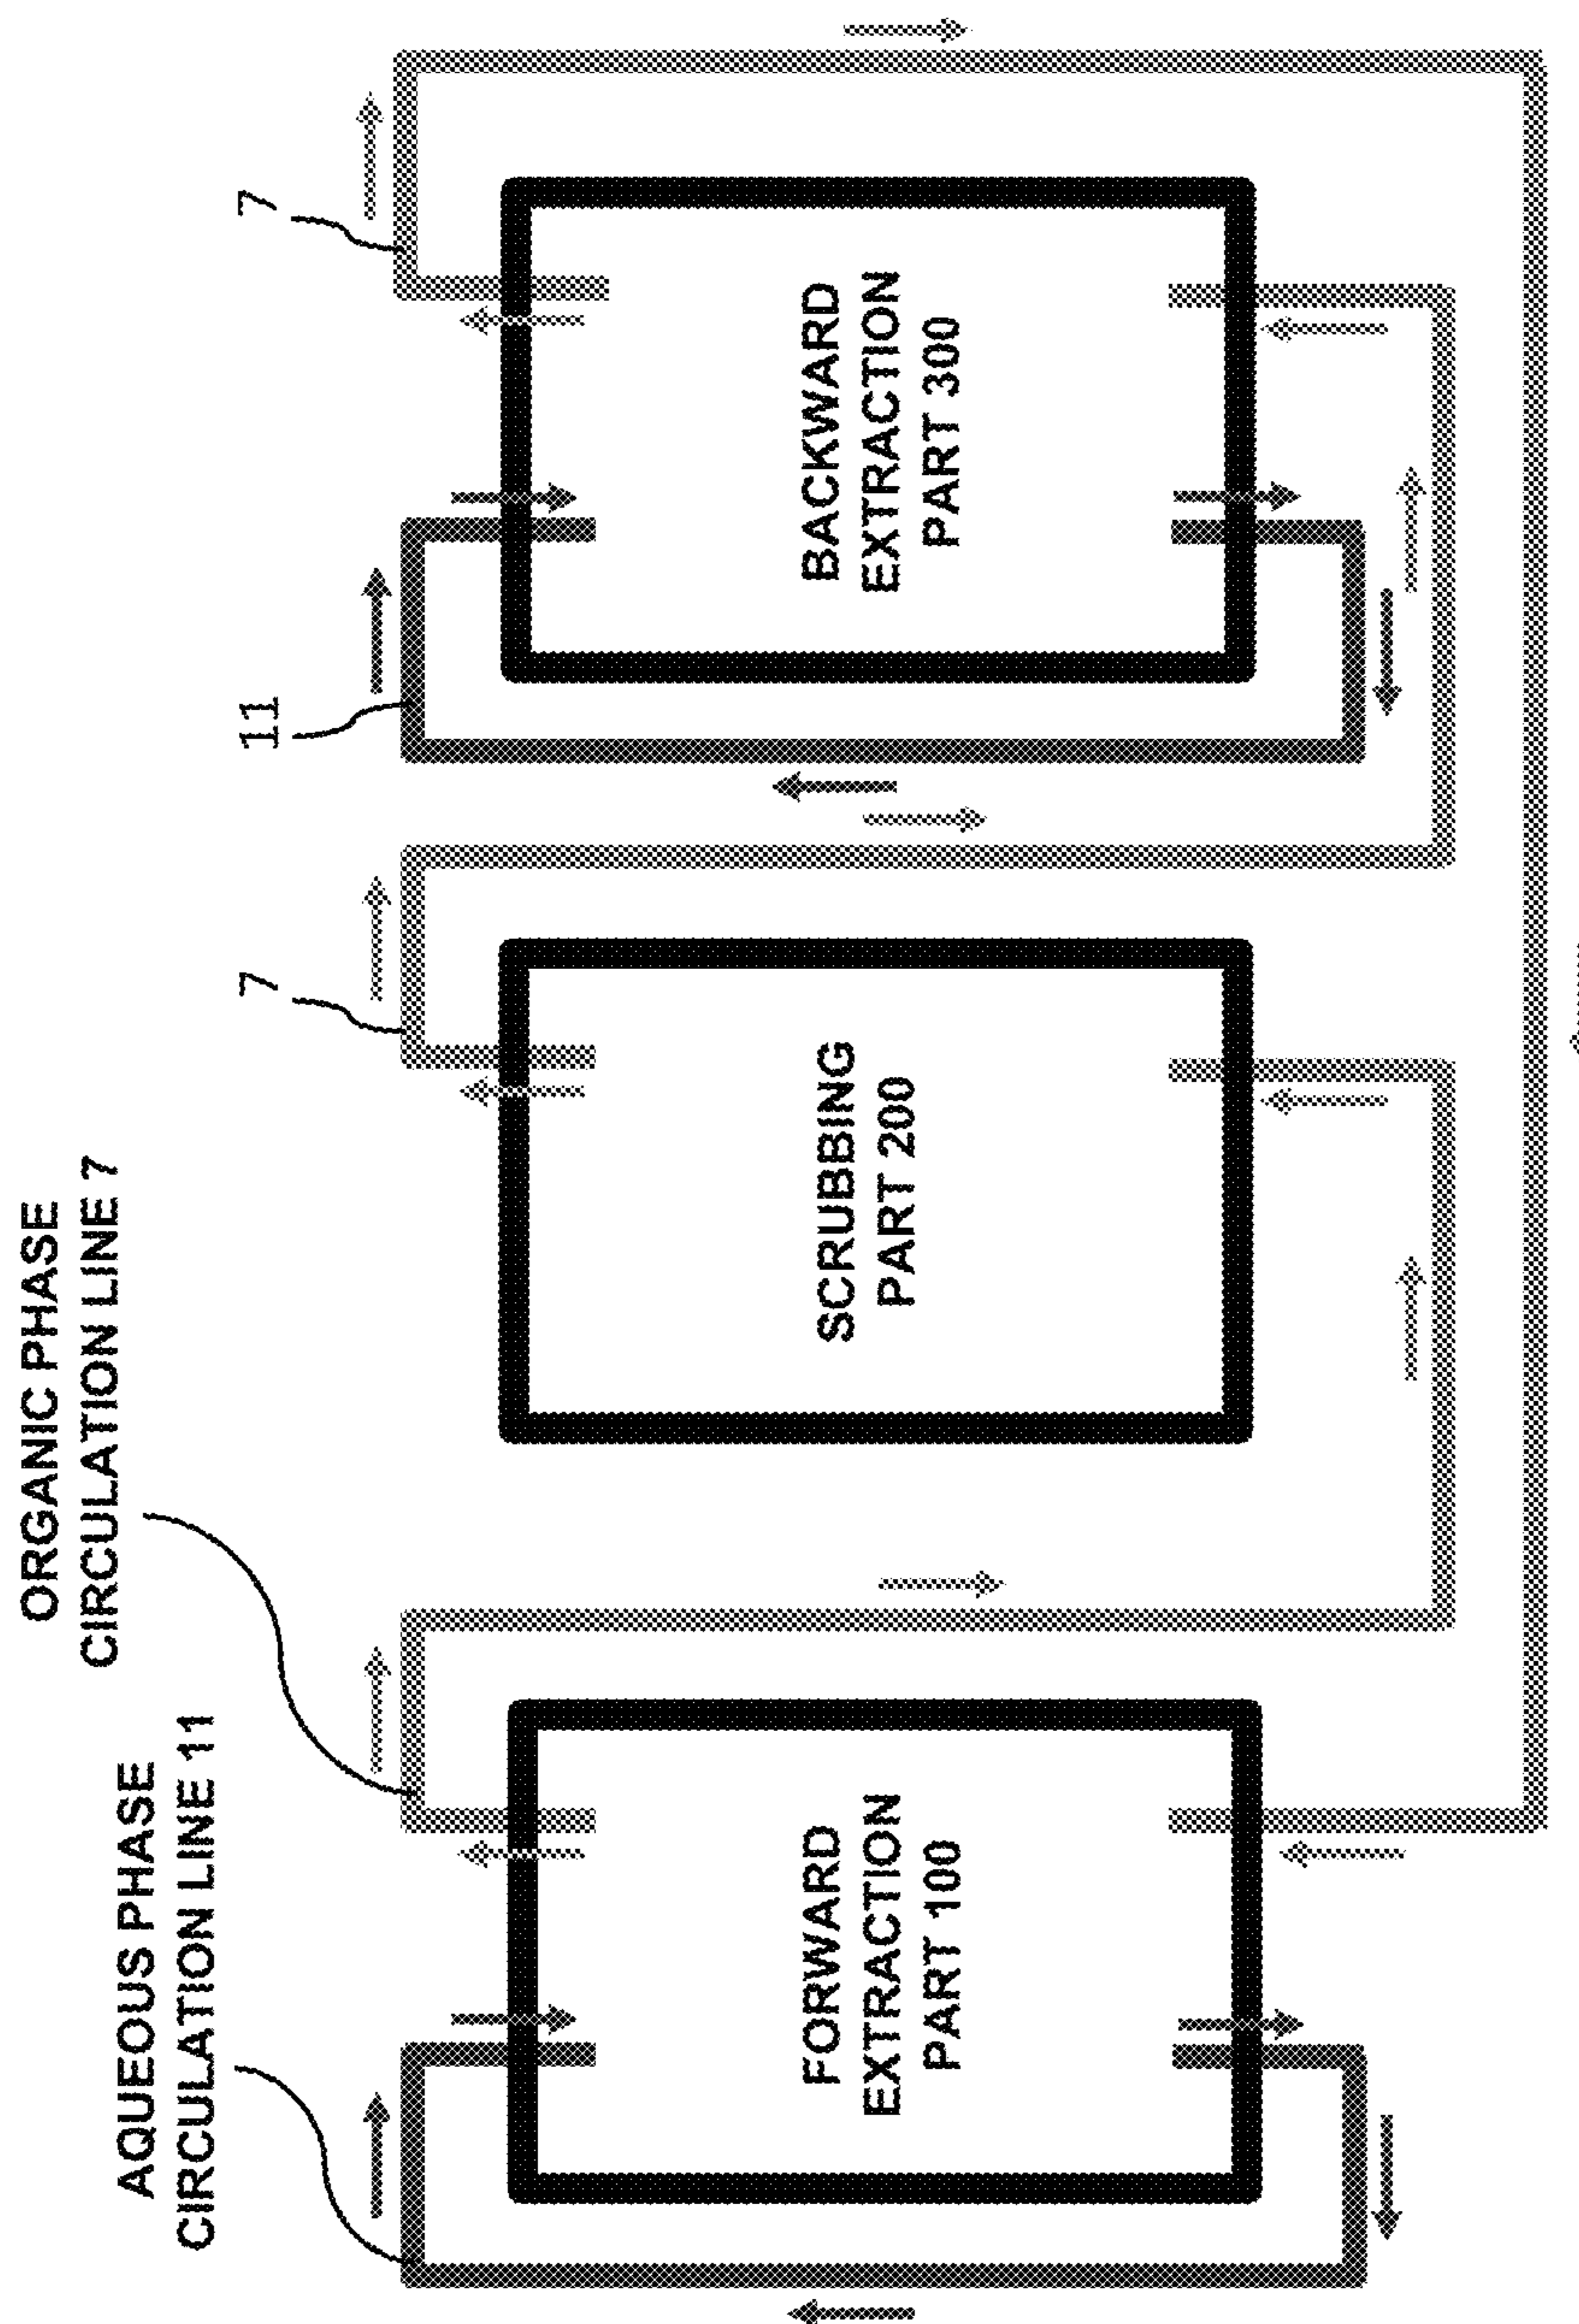 ORGANIC PHASE
CIRCULATION LINE 7
AQUEOUS PHASE
CIRCULATION LINE 11
7
11
7
FORWARD
EXTRACTION
PART 100
SCRUBBING
PART 200
BACKWARD
EXTRACTION
PART 300